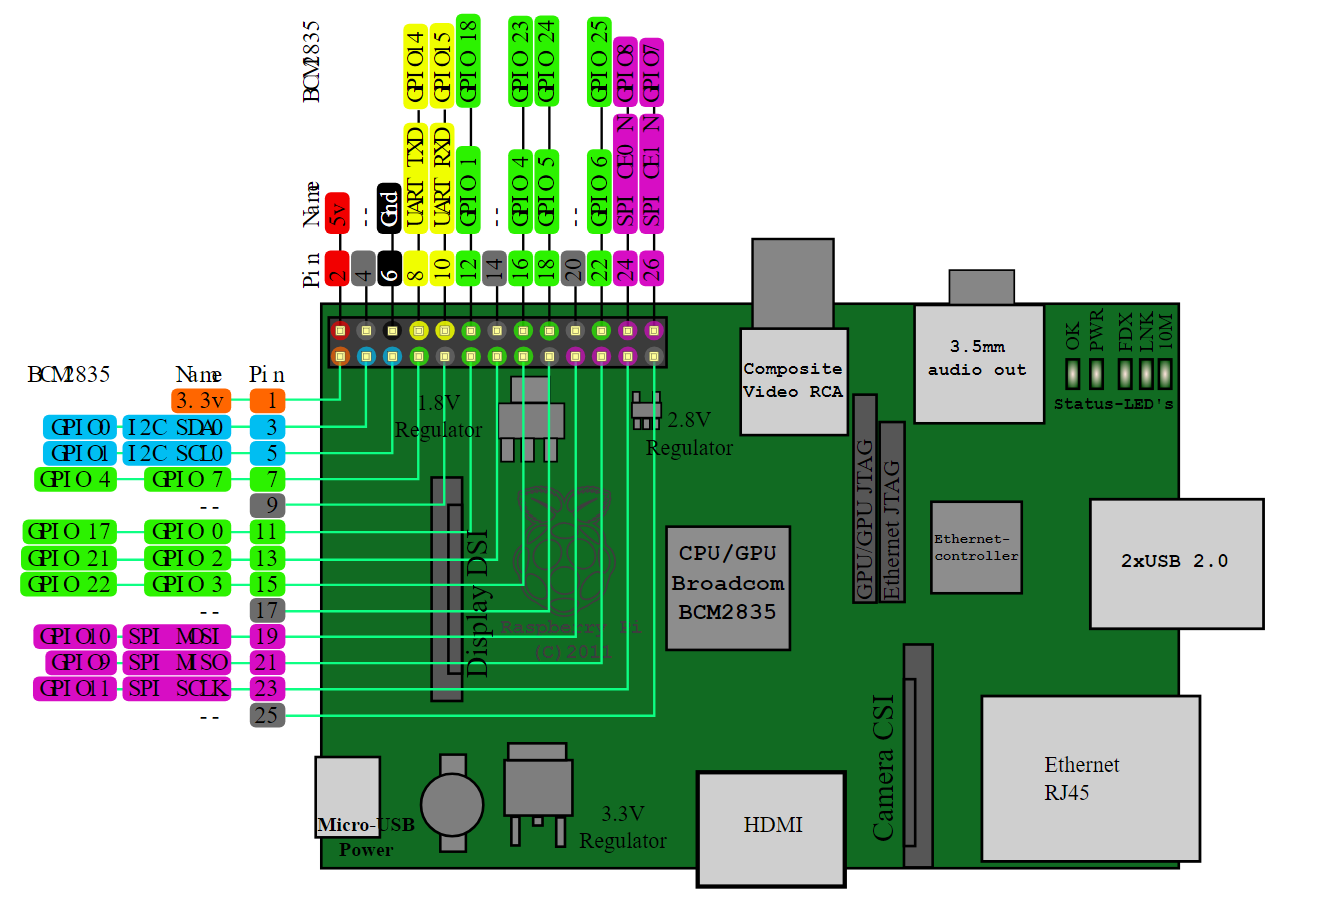 BCM2835
GPIO14
GPIO15
GPIO 18
GPIO 23
GPIO 24
GPIO 25
GPIO8
GPIO7
Name
5v
--
Gnd
UART TXD
UART RXD
GPIO 1
--
GPIO 4
GPIO 5
--
GPIO 6
SPI CE0 N
SPI CE1 N
Pin
2
4
6
8
10
12
14
16
18
20
22
24
26
BCM2835 Name Pin
3.3v 1
GPIO0 I2C SDA0 3
GPIO1 I2C SCL0 5
GPIO 4 GPIO 7 7
-- 9
GPIO 17 GPIO 0 11
GPIO 21 GPIO 2 13
GPIO 22 GPIO 3 15
-- 17
GPIO10 SPI MOSI 19
GPIO9 SPI MISO 21
GPIO11 SPI SCLK 23
-- 25
1.8V
Regulator
2.8V
Regulator
Composite
Video RCA
3.5mm
audio out
OK
PWR
FDX
LNK
10M
Status-LED's
GPU/GPU JTAG
Ethernet JTAG
Display DSI
Raspberry Pi
(C)2011
CPU/GPU
Broadcom
BCM2835
Ethernet-
controller
2xUSB 2.0
Micro-USB
Power
3.3V
Regulator
HDMI
Camera CSI
Ethernet
RJ45